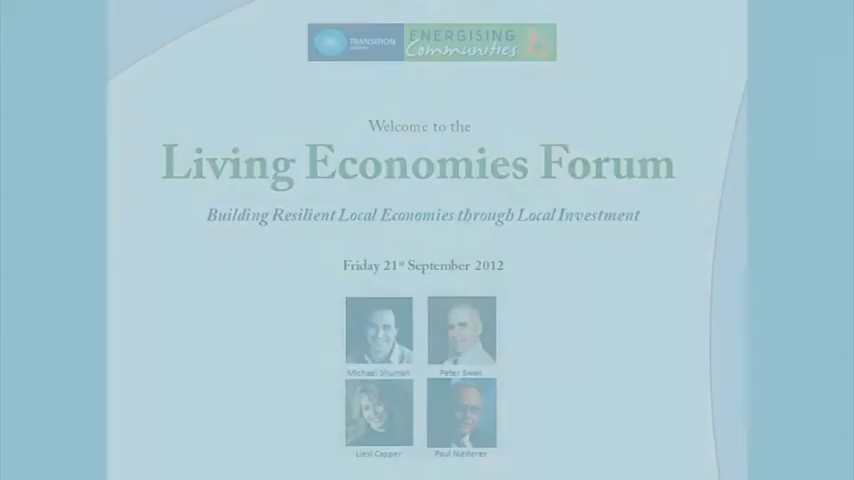 TRANSITION
ENERGISING
Communities
Welcome to the
Living Economies Forum
Building Resilient Local Economies through Local Investment
Friday 21st September 2012
Michael Shuman
Peter Swan
Liesl Capper
Paul Niederer